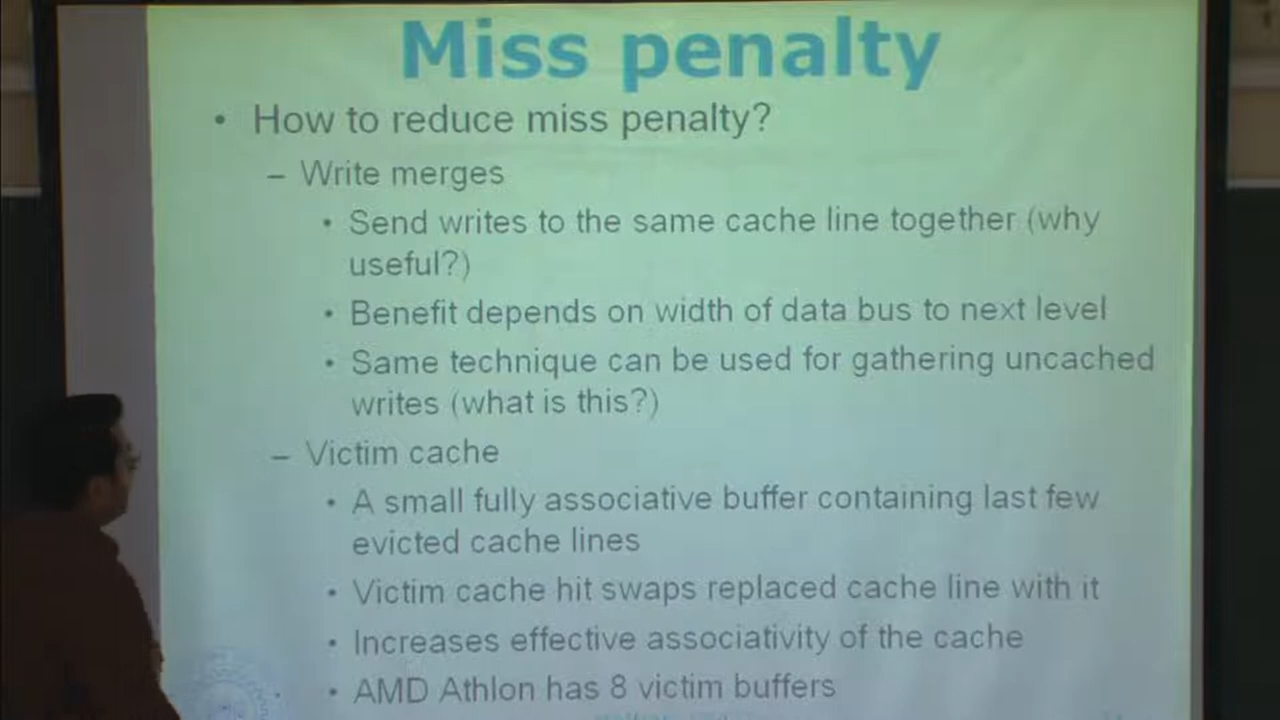 Miss penalty
• How to reduce miss penalty?
– Write merges
• Send writes to the same cache line together (why
useful?)
• Benefit depends on width of data bus to next level
• Same technique can be used for gathering uncached
writes (what is this?)
– Victim cache
• A small fully associative buffer containing last few
evicted cache lines
• Victim cache hit swaps replaced cache line with it
• Increases effective associativity of the cache
• AMD Athlon has 8 victim buffers